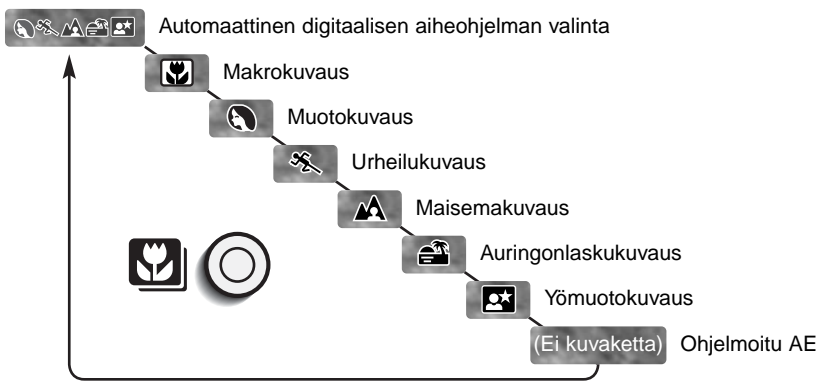 Automaattinen digitaalisen aiheohjelman valinta
Makrokuvaus
Muotokuvaus
Urheilukuvaus
Maisemakuvaus
Auringonlaskukuvaus
Yömuotokuvaus
(Ei kuvaketta) Ohjelmoitu AE